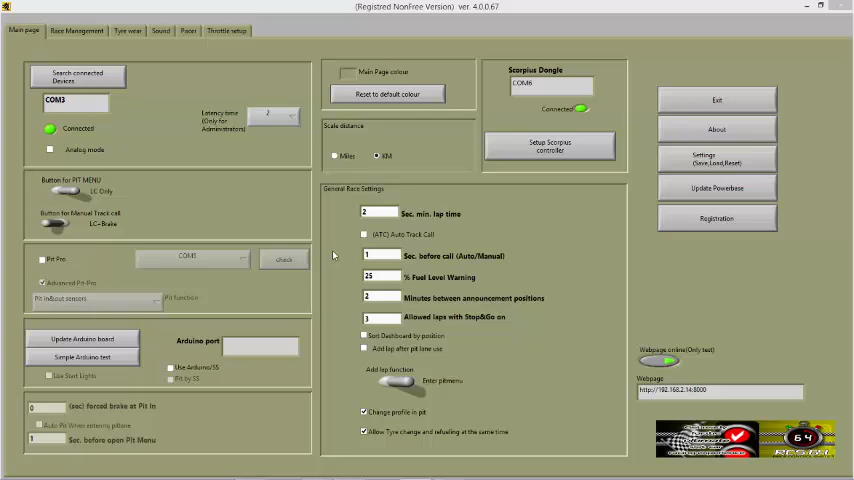 (Registred NonFree Version) ver. 4.0.0.67
Main page
Race Management
Tyre wear
Sound
Pacer
Throttle setup
Search connected
Devices
COM3
Connected
Analog mode
Latency time
(Only for
Administrators)
2
Button for PIT MENU
LC Only
Button for Manual Track call
LC+Brake
Pit Pro
COM1
check
Advanced Pit-Pro
Pit in&out sensors
Pit function
Update Arduino board
Simple Arduino test
Arduino port
Use Arduino/SS
Use Start Lights
Pit by SS
0
(sec) forced brake at Pit In
Auto Pit When entering pitlane
1
Sec. before open Pit Menu
Main Page colour
Reset to default colour
Scale distance
Miles
KM
Scorpius Dongle
COM6
Connected
Setup Scorpius
controller
General Race Settings
2
Sec. min. lap time
(ATC) Auto Track Call
1
Sec. before call (Auto/Manual)
25
% Fuel Level Warning
2
Minutes between announcement positions
3
Allowed laps with Stop&Go on
Sort Dashboard by position
Add lap after pit lane use
Add lap function
Enter pitmenu
Change profile in pit
Allow Tyre change and refueling at the same time
Exit
About
Settings
(Save,Load,Reset)
Update Powerbase
Registration
Webpage online(Only test)
Webpage
http://192.168.2.14:8000
64